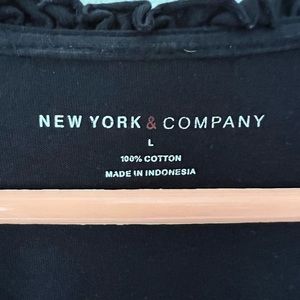 NEW YORK & COMPANY
L
100% COTTON
MADE IN INDONESIA